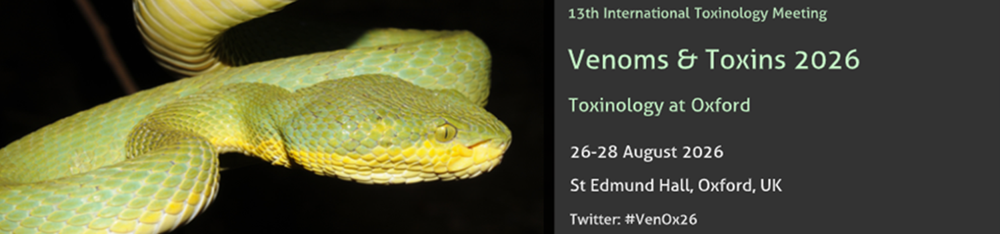 13th International Toxinology Meeting
Venoms & Toxins 2026
Toxinology at Oxford
26-28 August 2026
St Edmund Hall, Oxford, UK
Twitter: #VenOx26